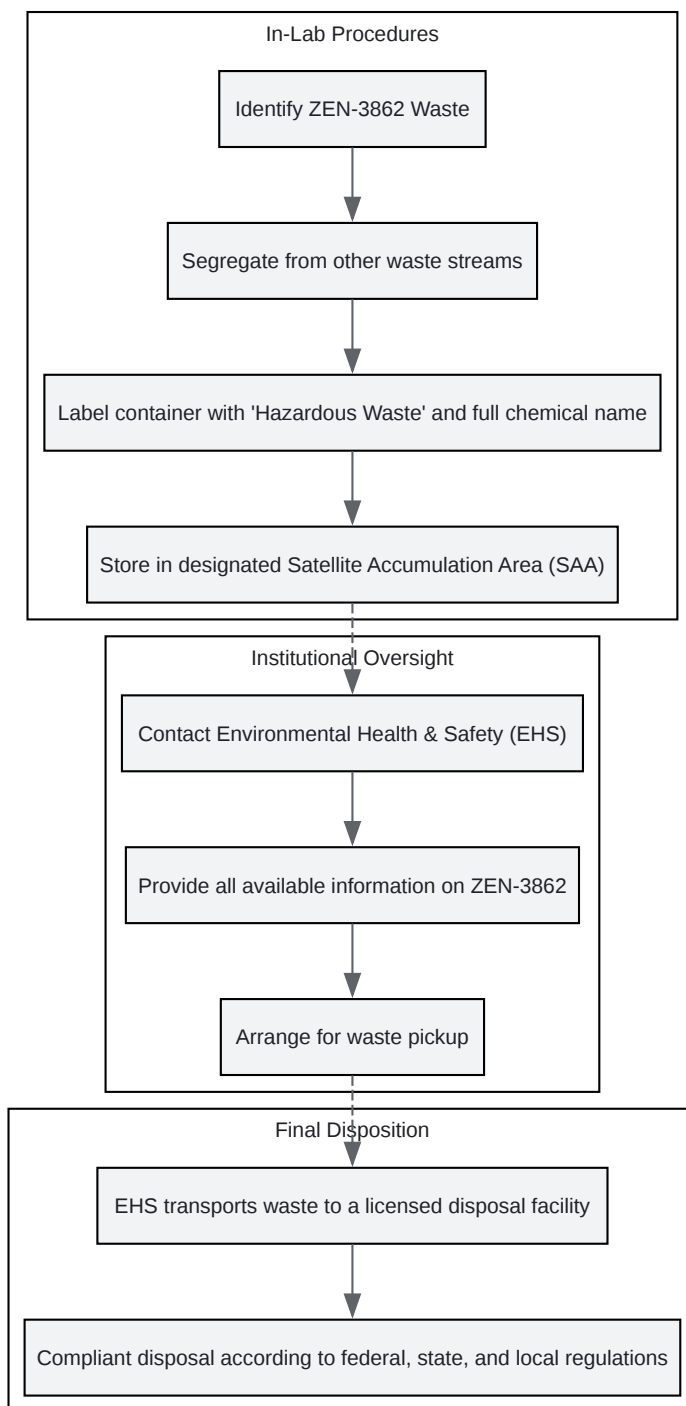 In-Lab Procedures
Identify ZEN-3862 Waste
Segregate from other waste streams
Label container with 'Hazardous Waste' and full chemical name
Store in designated Satellite Accumulation Area (SAA)
Institutional Oversight
Contact Environmental Health & Safety (EHS)
Provide all available information on ZEN-3862
Arrange for waste pickup
Final Disposition
EHS transports waste to a licensed disposal facility
Compliant disposal according to federal, state, and local regulations